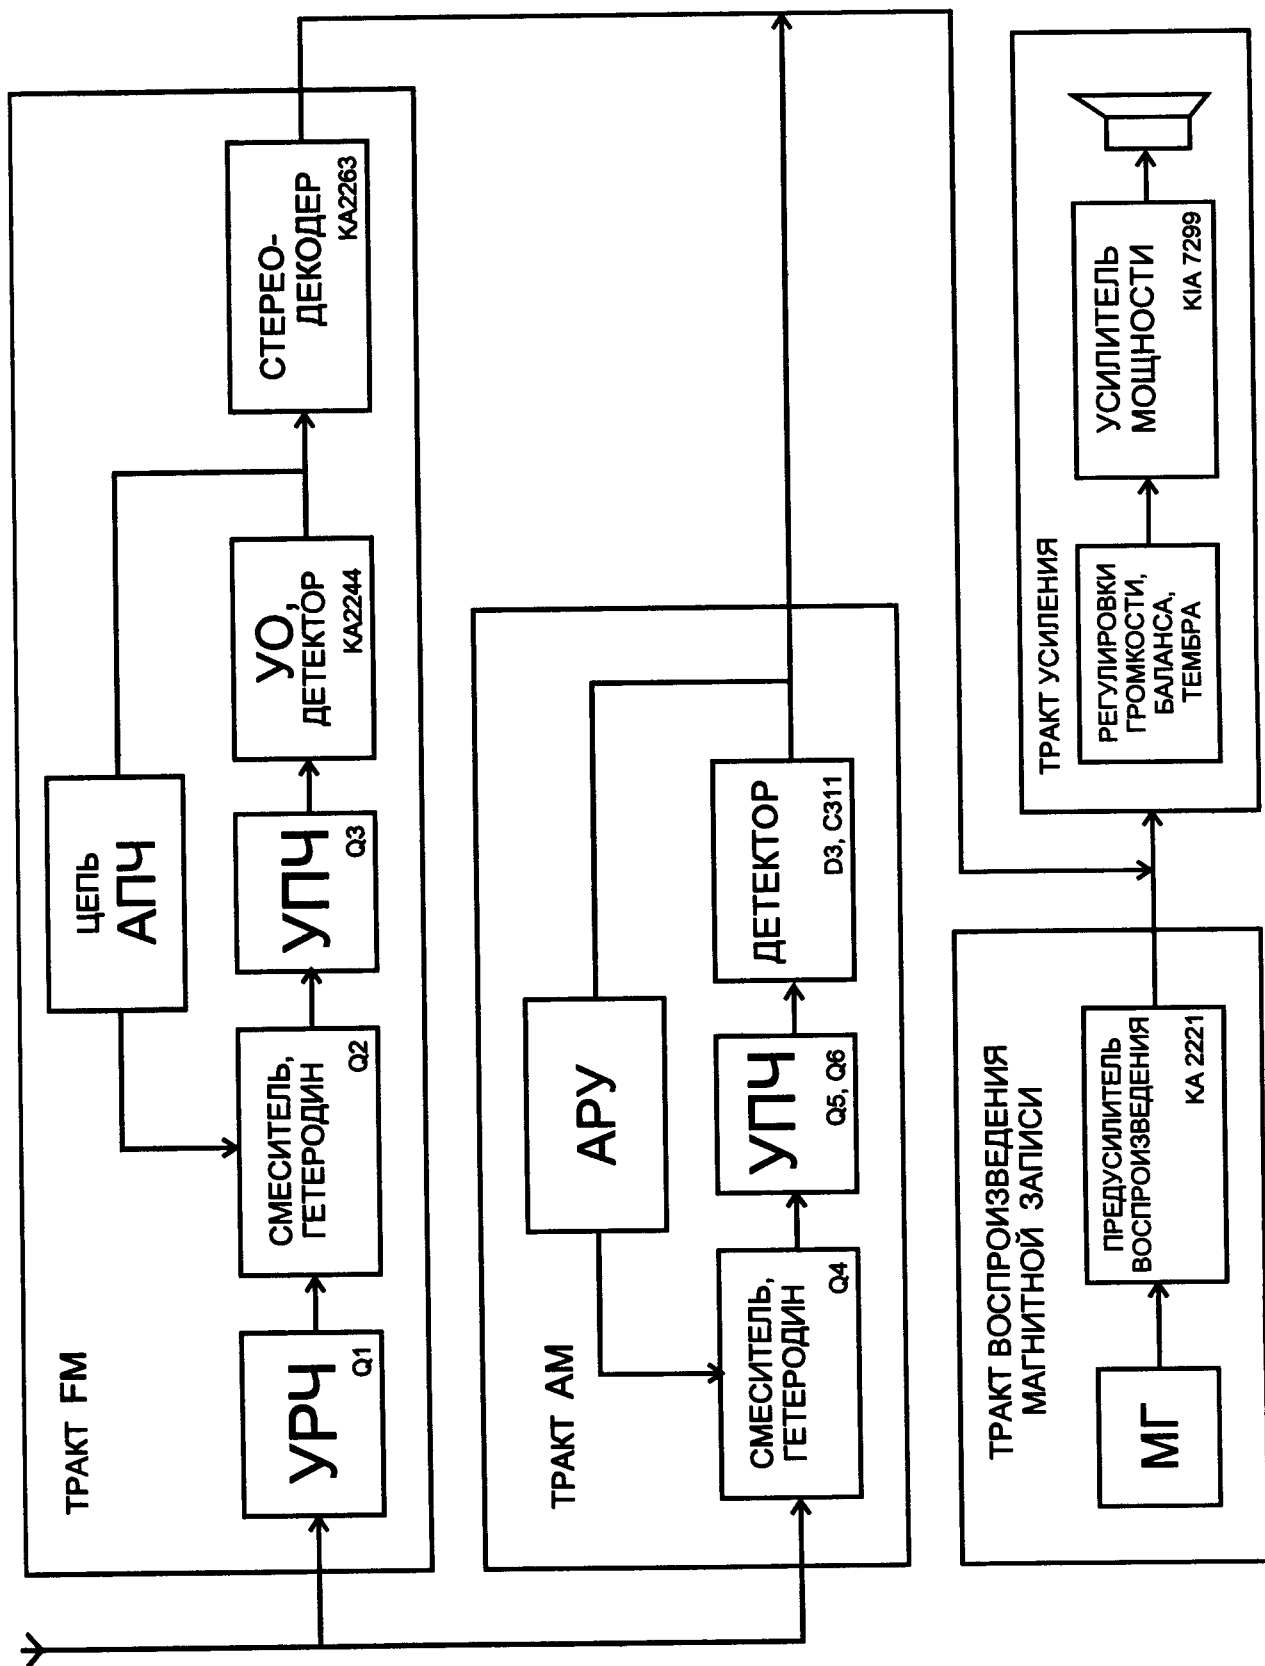 ТРАКТ FM
УРЧ
Q1
СМЕСИТЕЛЬ,
ГЕТЕРОДИН
Q2
ЦЕПЬ
АПЧ
УПЧ
Q3
УО,
ДЕТЕКТОР
KA2244
СТЕРЕО-
ДЕКОДЕР
KA2263
ТРАКТ АМ
СМЕСИТЕЛЬ,
ГЕТЕРОДИН
Q4
АРУ
УПЧ
Q5, Q6
ДЕТЕКТОР
D3, C311
ТРАКТ ВОСПРОИЗВЕДЕНИЯ
МАГНИТНОЙ ЗАПИСИ
МГ
ПРЕДУСИЛИТЕЛЬ
ВОСПРОИЗВЕДЕНИЯ
KA 2221
ТРАКТ УСИЛЕНИЯ
РЕГУЛИРОВКИ
ГРОМКОСТИ,
БАЛАНСА,
ТЕМБРА
УСИЛИТЕЛЬ
МОЩНОСТИ
KIA 7299